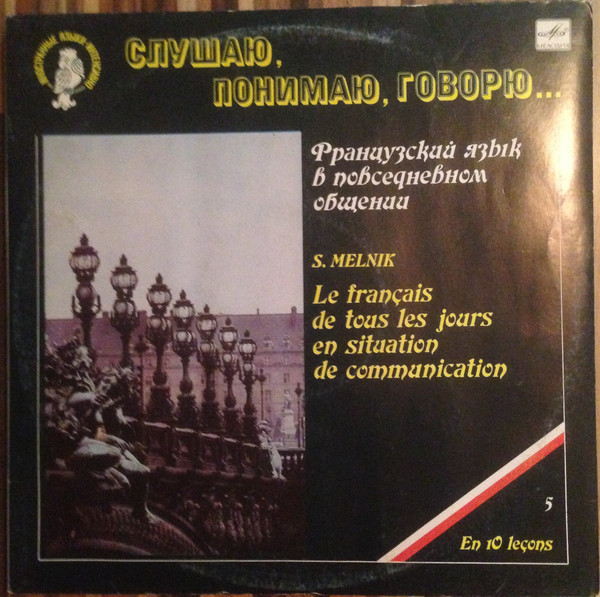 СЛУШАЮ,
ПОНИМАЮ, ГОВОРЮ...
Французский язык
в повседневном
общении
S. MELNIK
Le français
de tous les jours
en situation
de communication
5
En 10 leçons